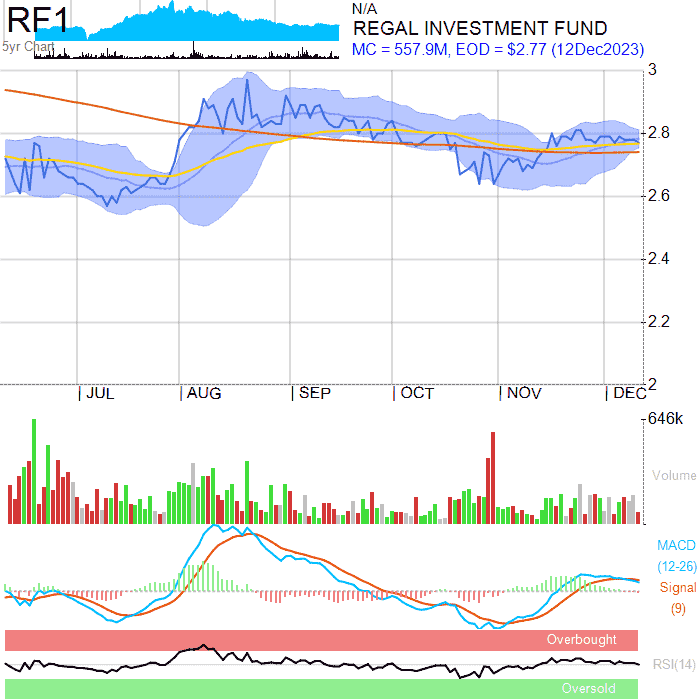 RF1
5yr Chart
N/A
REGAL INVESTMENT FUND
MC = 557.9M, EOD = $2.77 (12Dec2023)
3
2.8
2.6
2.4
2.2
2
JUL AUG SEP OCT NOV DEC
646k
Volume
MACD
(12-26)
Signal
(9)
Overbought
RSI(14)
Oversold